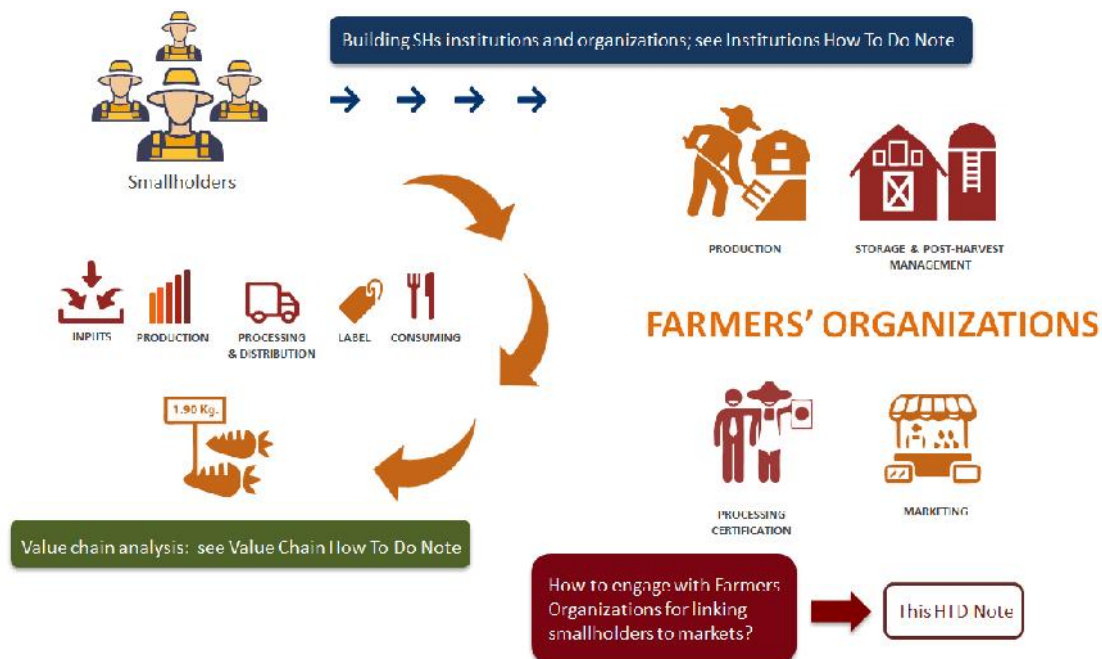 Building SHs institutions and organizations; see Institutions How To Do Note
Smallholders
PRODUCTION
STORAGE & POST-HARVEST
MANAGEMENT
INPUTS
PRODUCTION
PROCESSING
& DISTRIBUTION
LABEL
CONSUMING
FARMERS' ORGANIZATIONS
1.90 Kg.
PROCESSING
CERTIFICATION
MARKETING
Value chain analysis: see Value Chain How To Do Note
How to engage with Farmers
Organizations for linking
smallholders to markets?
This HTD Note